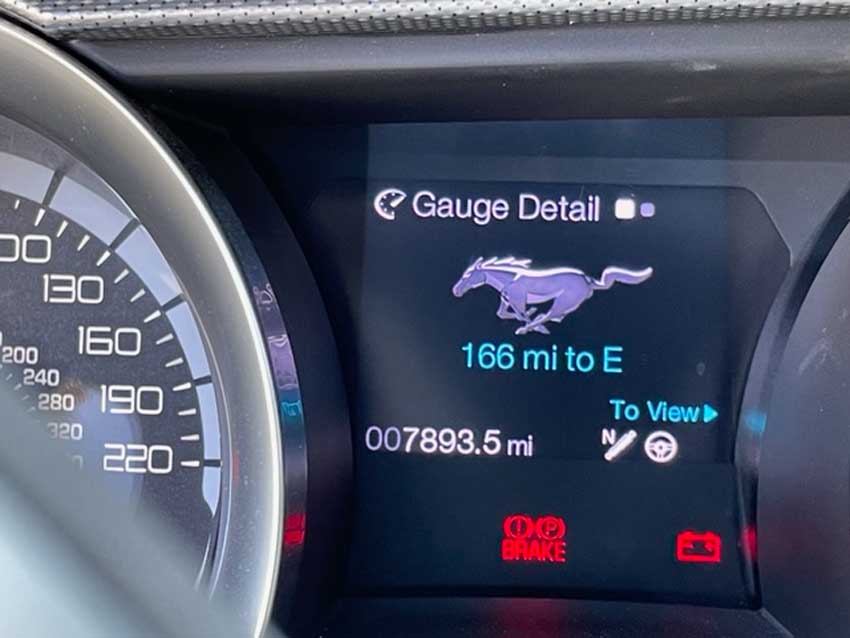 Gauge Detail
166 mi to E
To View
007893.5 mi
N
BRAKE
P
130
160
190
220
200
240
280
320